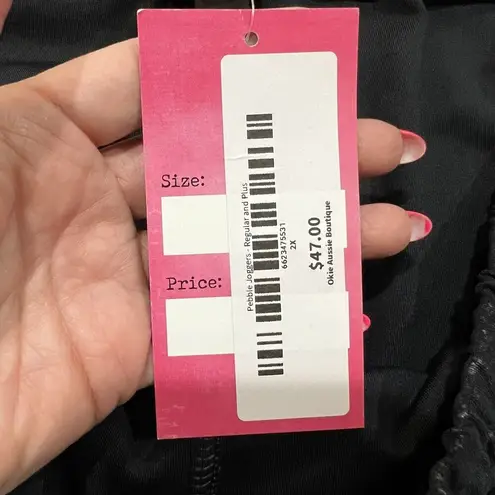 Size:
Price:
Pebble Joggers - Regular and Plus
6623475531
2X
$47.00
Okie Aussie Boutique